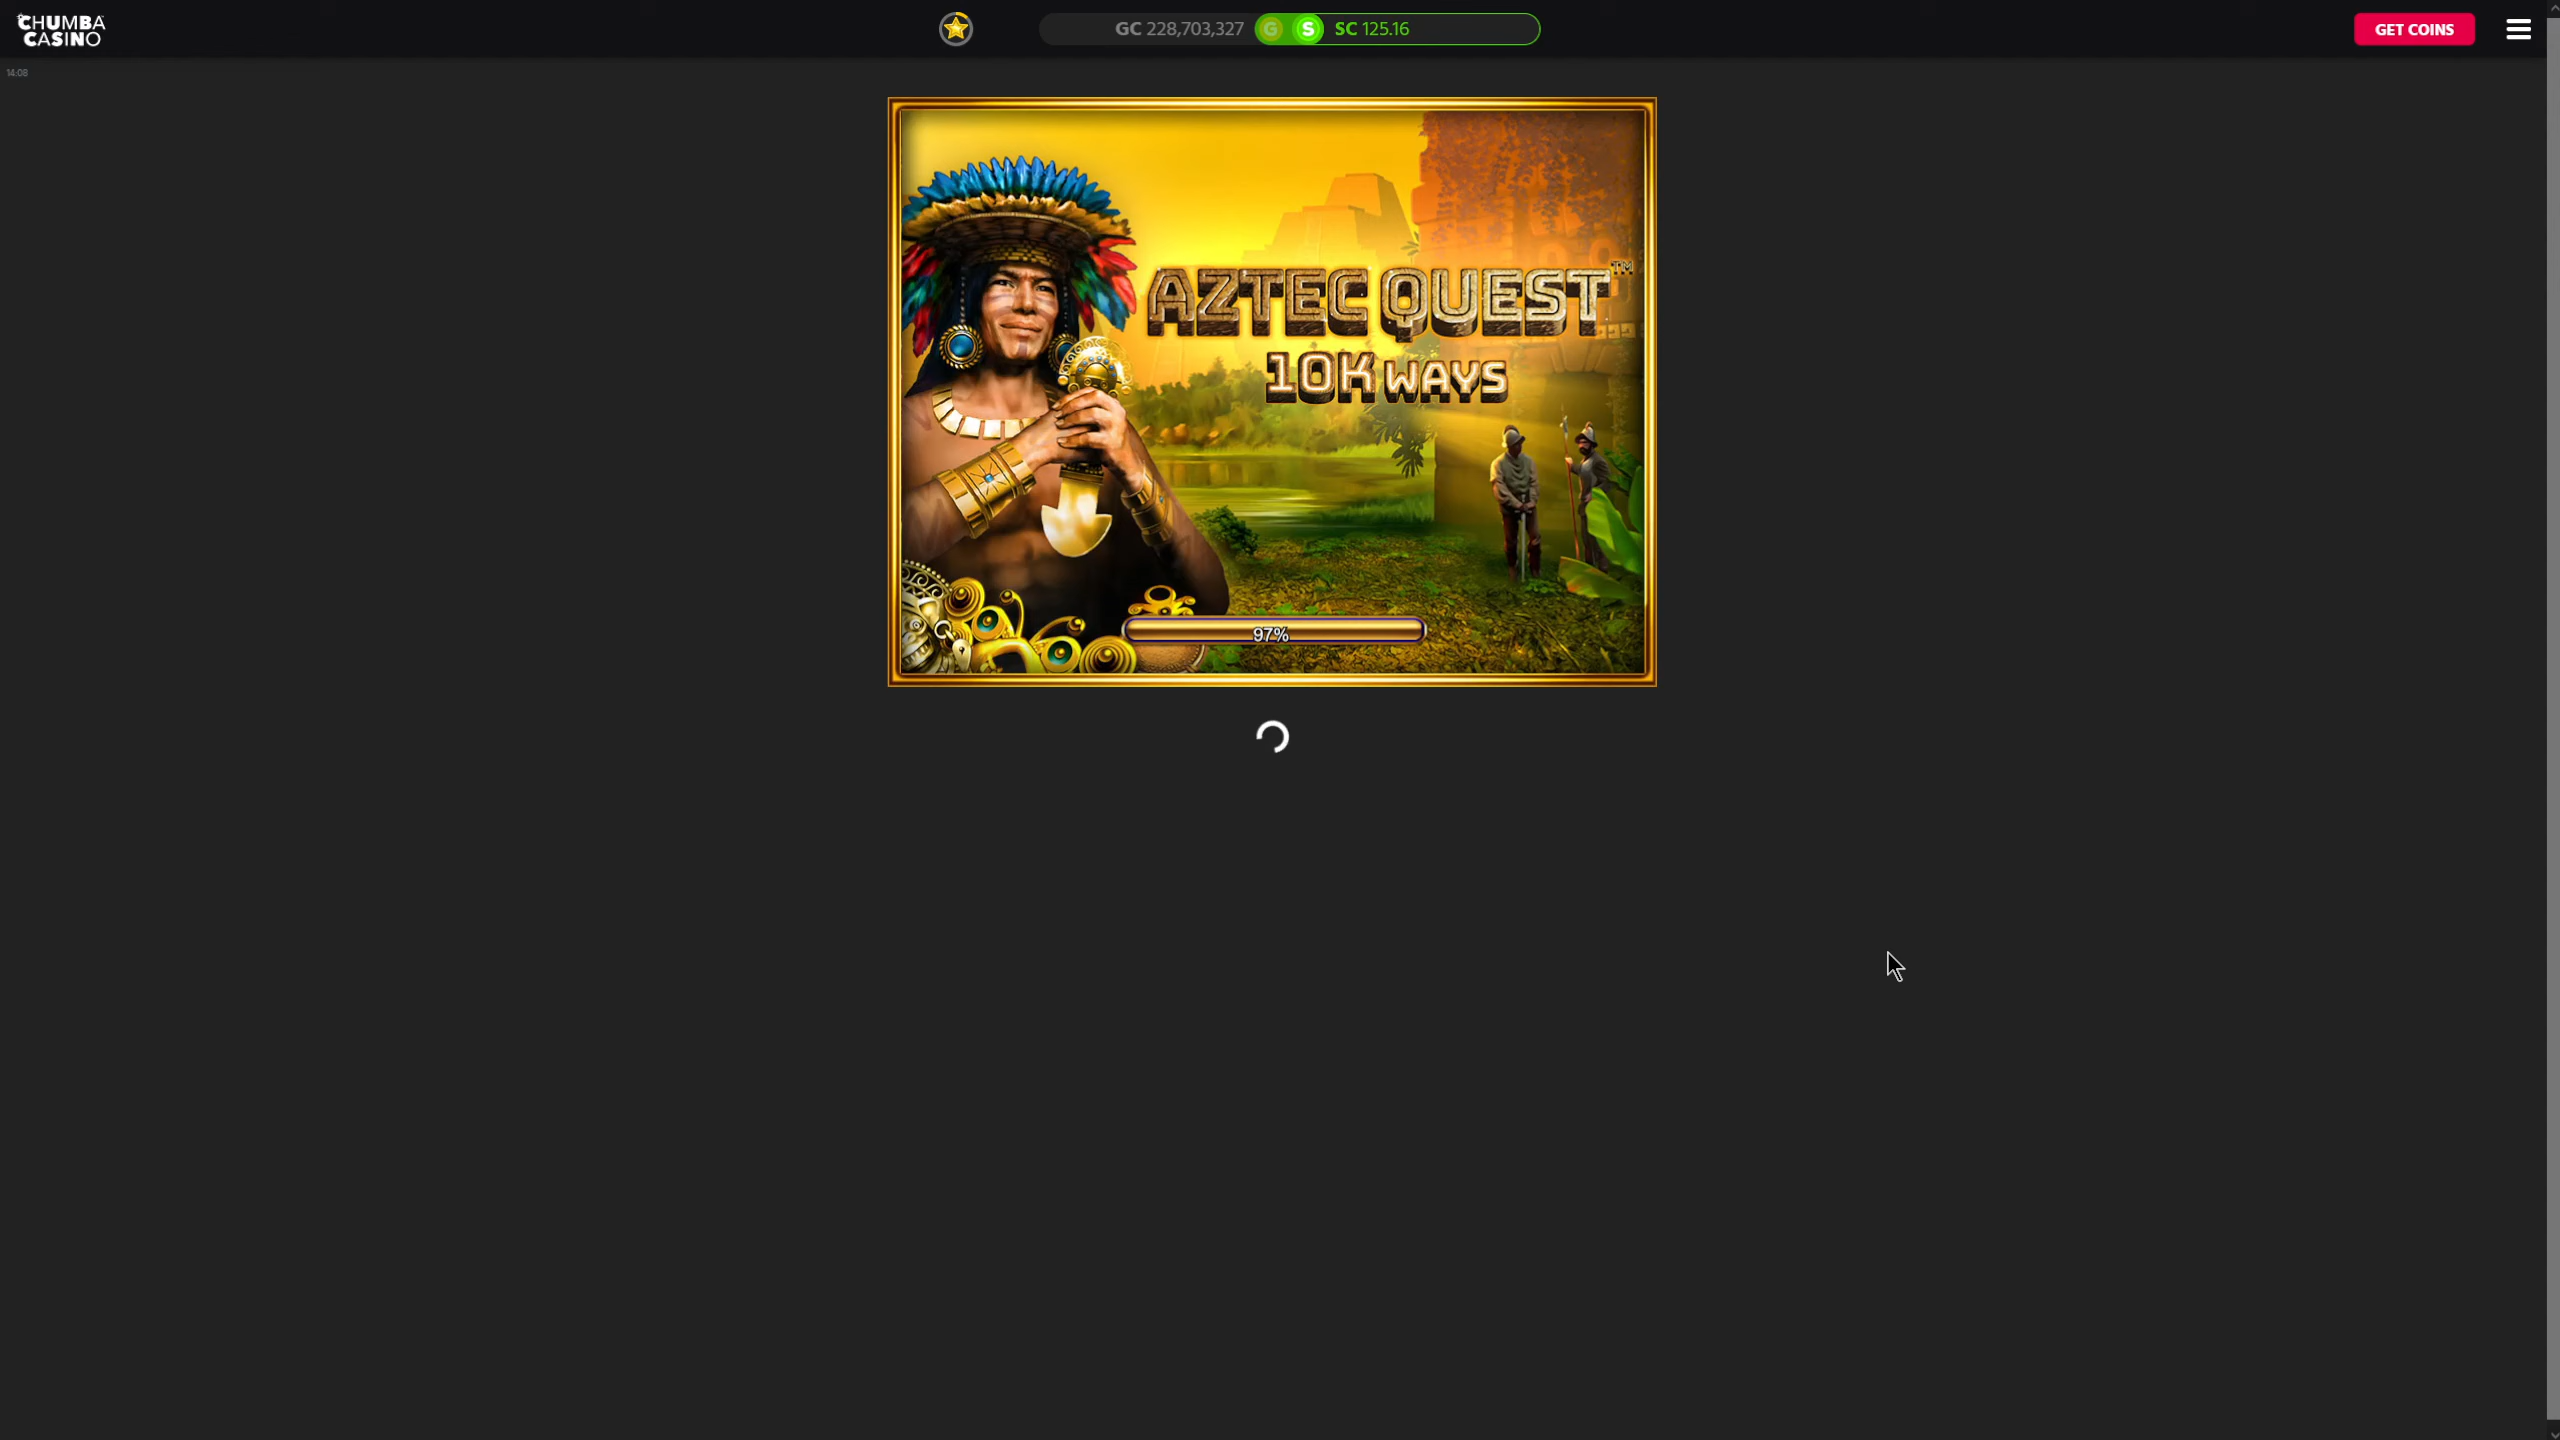 CHUMBA
CASINO
GC 228,703,327 G S SC 125.16
GET COINS
14:08
AZTEC QUEST™
10K WAYS
97%